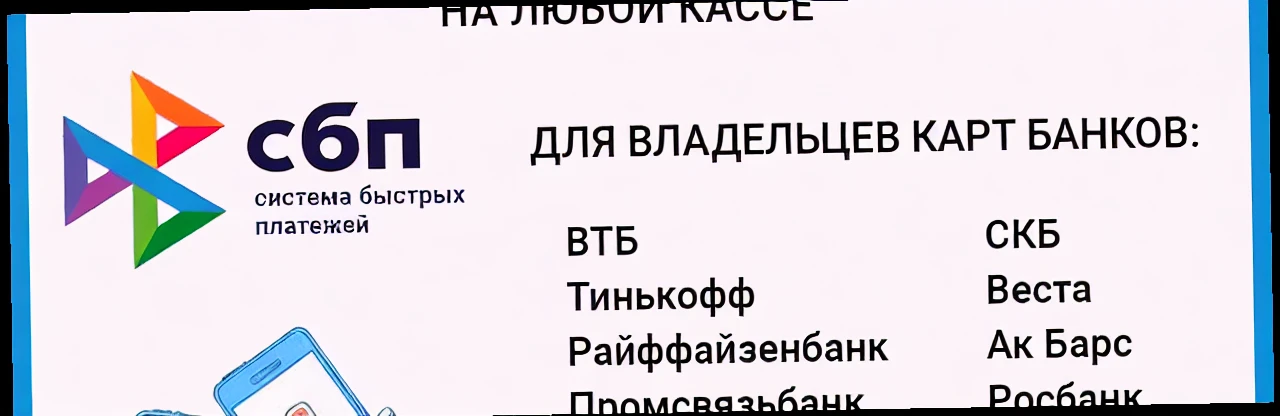 НА ЛЮБОЙ КАССЕ
сбп
система быстрых
платежей
ДЛЯ ВЛАДЕЛЬЦЕВ КАРТ БАНКОВ:
ВТБ
СКБ
Тинькофф
Веста
Райффайзенбанк
Ак Барс
Промсвязьбанк
Росбанк